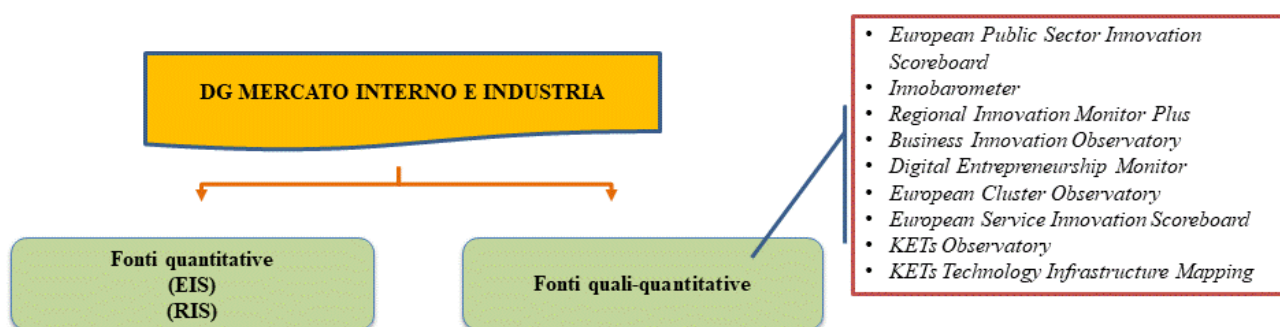 DG MERCATO INTERNO E INDUSTRIA
Fonti quantitative
(EIS)
(RIS)
Fonti quali-quantitative
• European Public Sector Innovation
Scoreboard
• Innobarometer
• Regional Innovation Monitor Plus
• Business Innovation Observatory
• Digital Entrepreneurship Monitor
• European Cluster Observatory
• European Service Innovation Scoreboard
• KETs Observatory
• KETs Technology Infrastructure Mapping